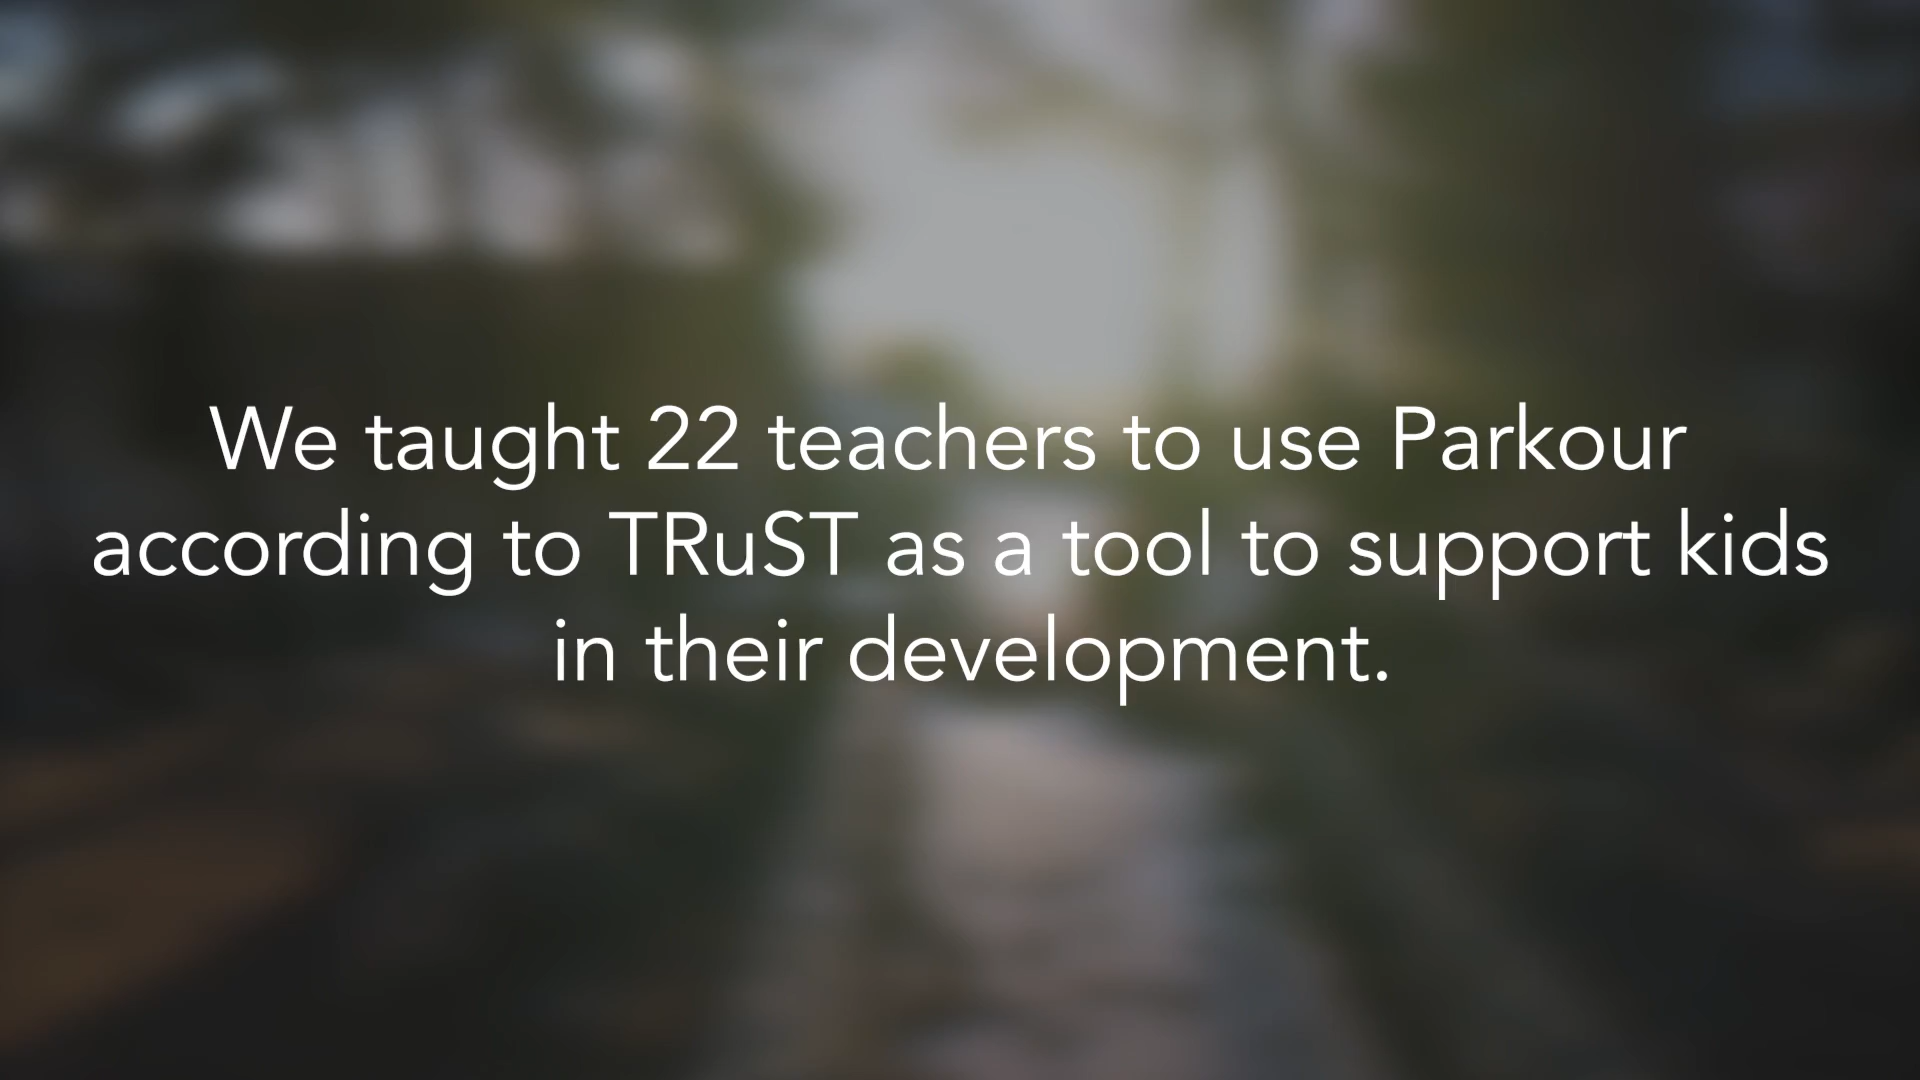 We taught 22 teachers to use Parkour
according to TRuST as a tool to support kids
in their development.